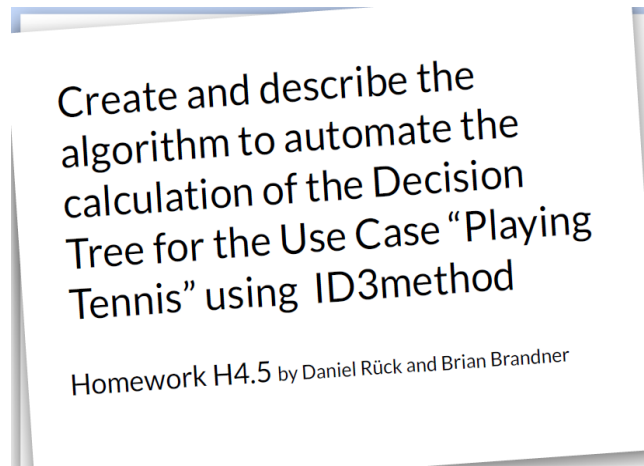 Create and describe the
algorithm to automate the
calculation of the Decision
Tree for the Use Case “Playing
Tennis” using ID3method
Homework H4.5 by Daniel Rück and Brian Brandner